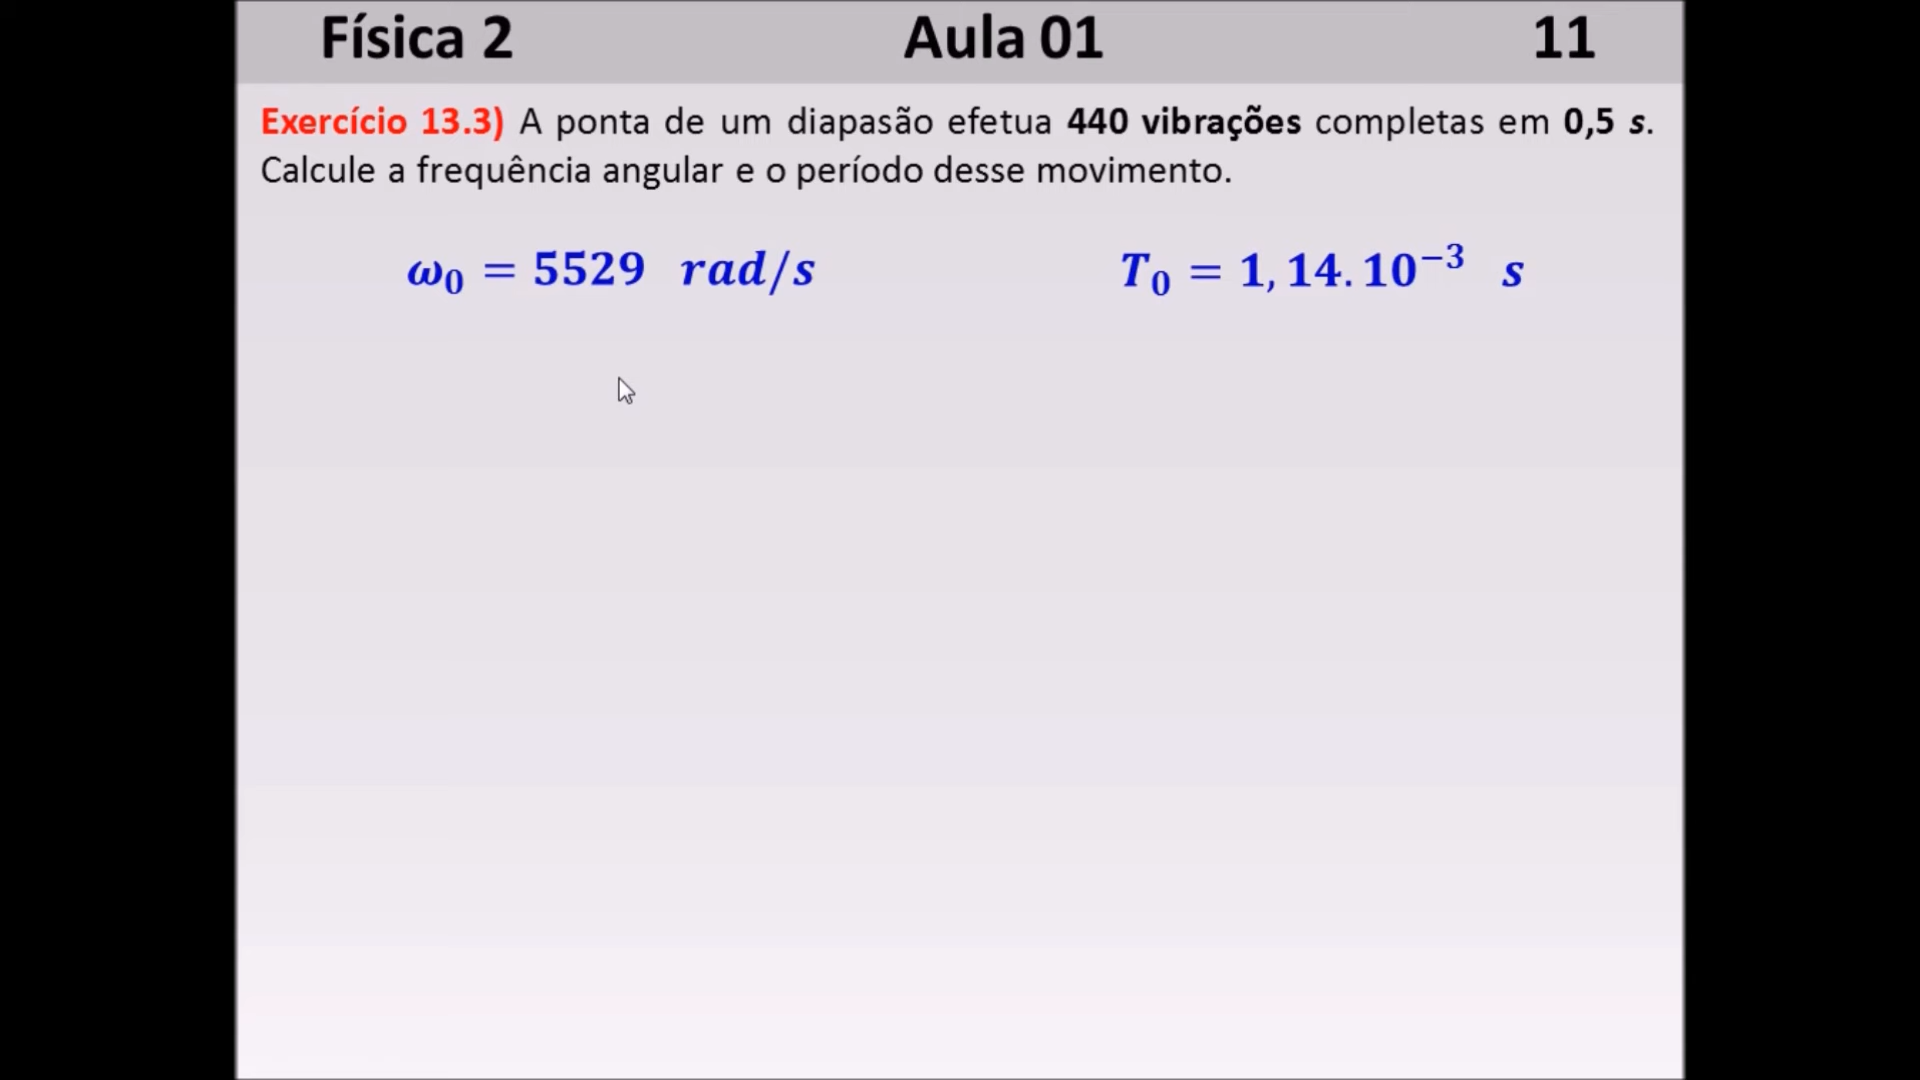 Física 2 Aula 01 11
Exercício 13.3) A ponta de um diapasão efetua 440 vibrações completas em 0,5 s.
Calcule a frequência angular e o período desse movimento.
ω₀ = 5529 rad/s T₀ = 1,14.10⁻³ s